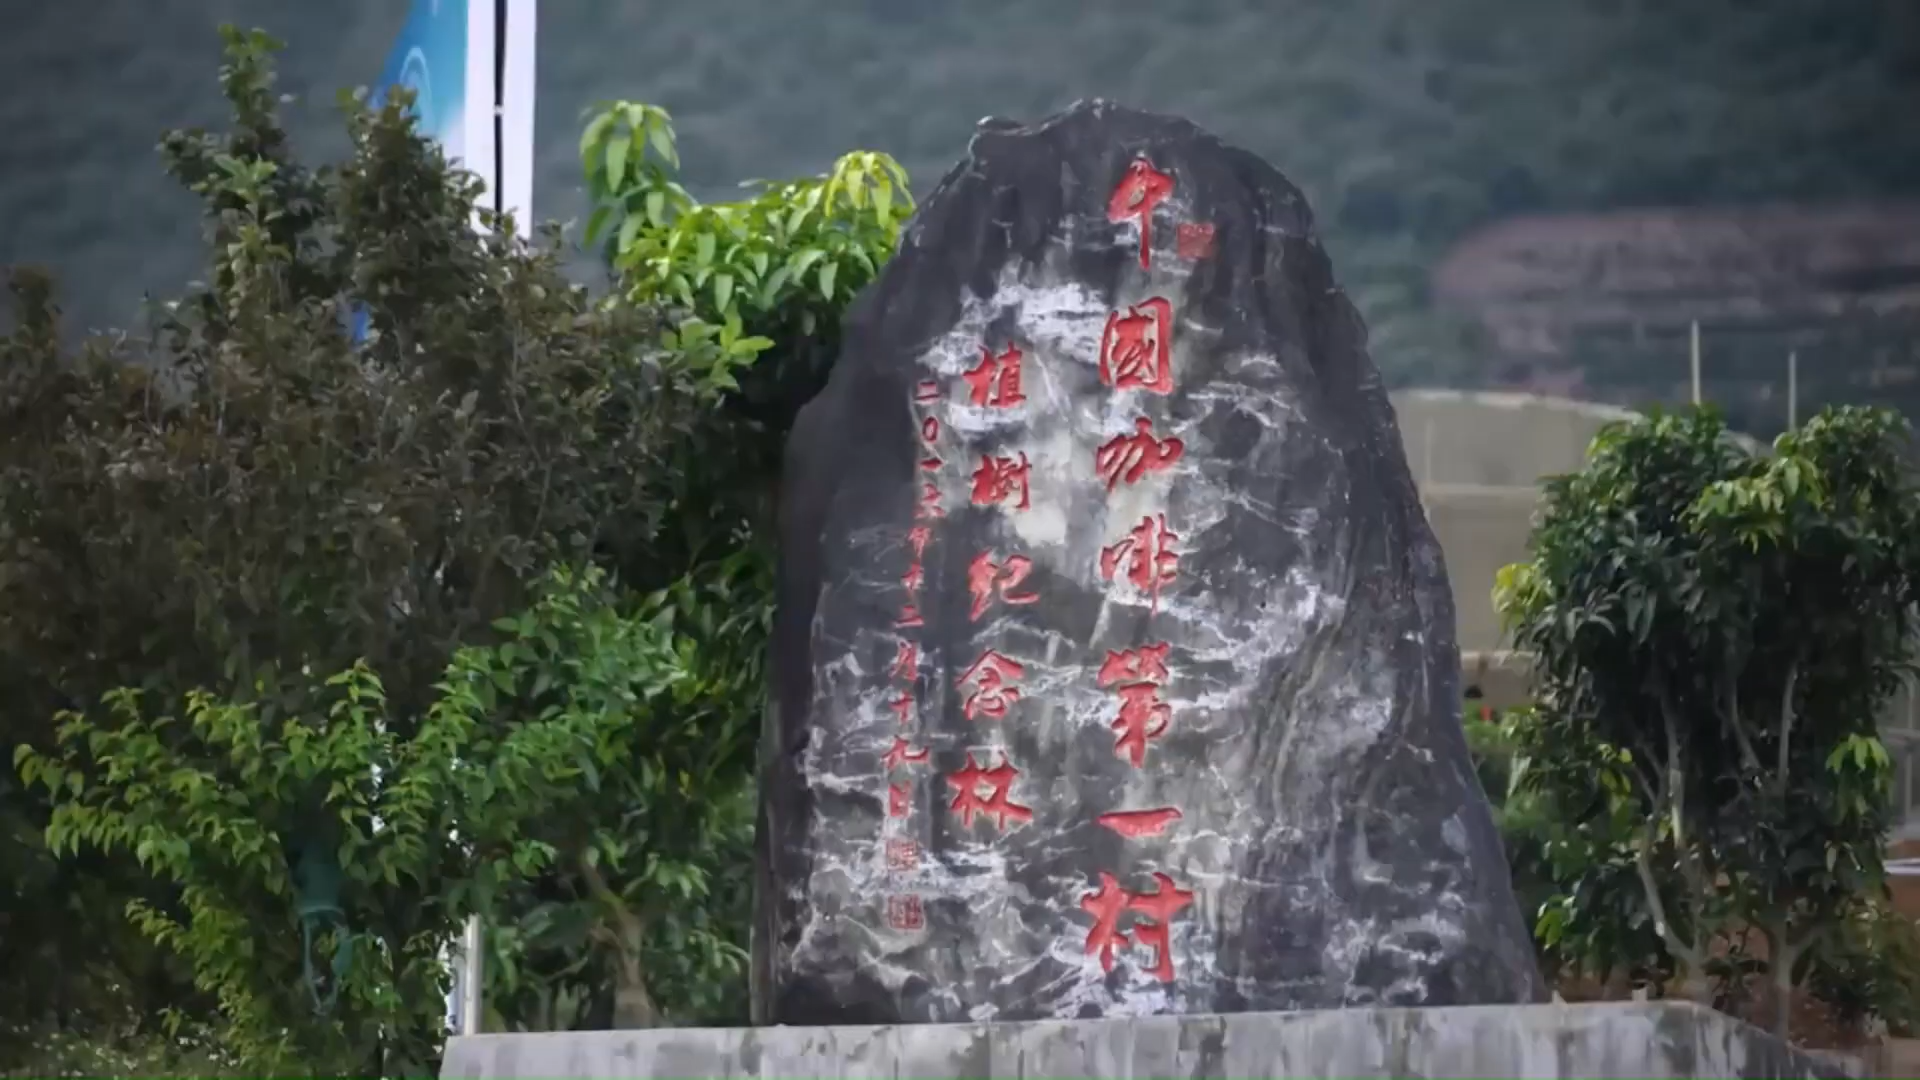 中國咖啡第一村
植樹紀念林
二〇一六年十二月十九日